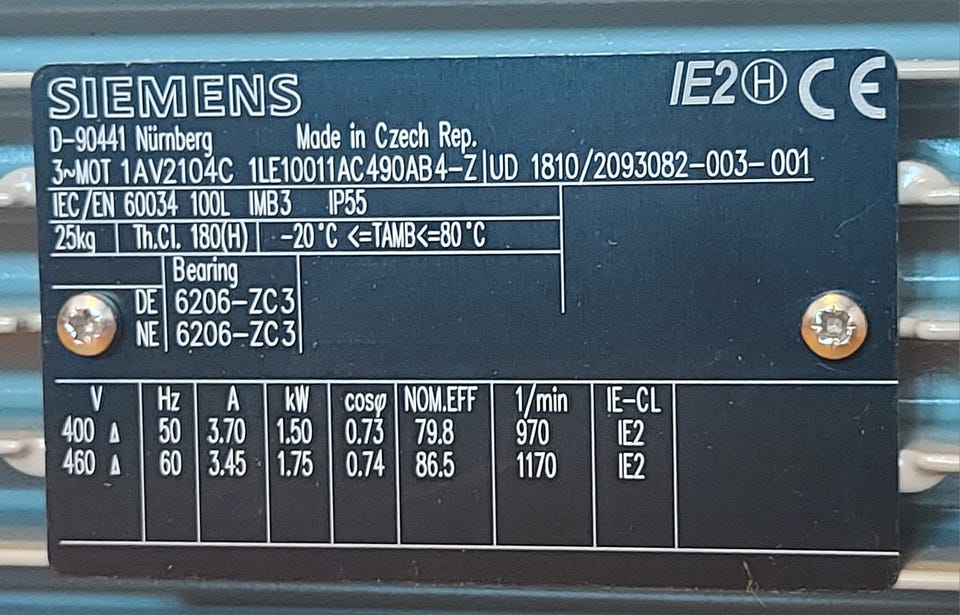 SIEMENS IE2 H CE
D-90441 Nürnberg Made in Czech Rep.
3~MOT 1AV2104C 1LE10011AC490AB4-Z UD 1810/2093082-003-001
IEC/EN 60034 100L IMB3 IP55
25kg Th.Cl. 180(H) -20°C <=TAMB<=80°C
Bearing
DE 6206-ZC3
NE 6206-ZC3
V Hz A kW cosφ NOM.EFF 1/min IE-CL
400 Δ 50 3.70 1.50 0.73 79.8 970 IE2
460 Δ 60 3.45 1.75 0.74 86.5 1170 IE2